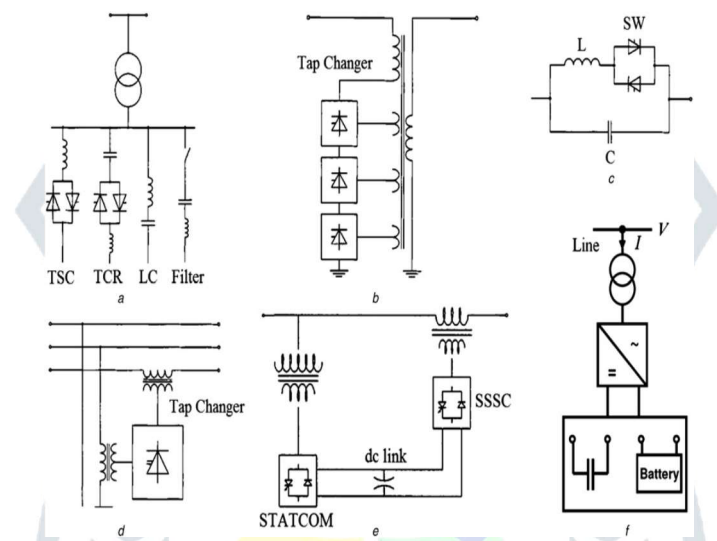 TSC TCR LC Filter
a
Tap Changer
b
L
SW
C
c
Tap Changer
d
SSSC
dc link
STATCOM
e
Line
I
V
~
=
Battery
f